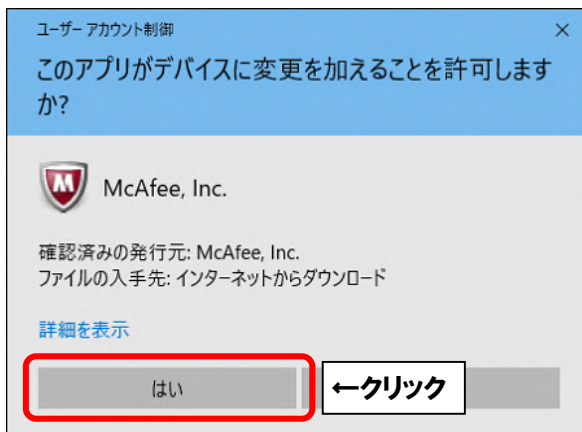 ユーザー アカウント制御
このアプリがデバイスに変更を加えることを許可します
か?
McAfee, Inc.
確認済みの発行元: McAfee, Inc.
ファイルの入手先: インターネットからダウンロード
詳細を表示
はい
←クリック